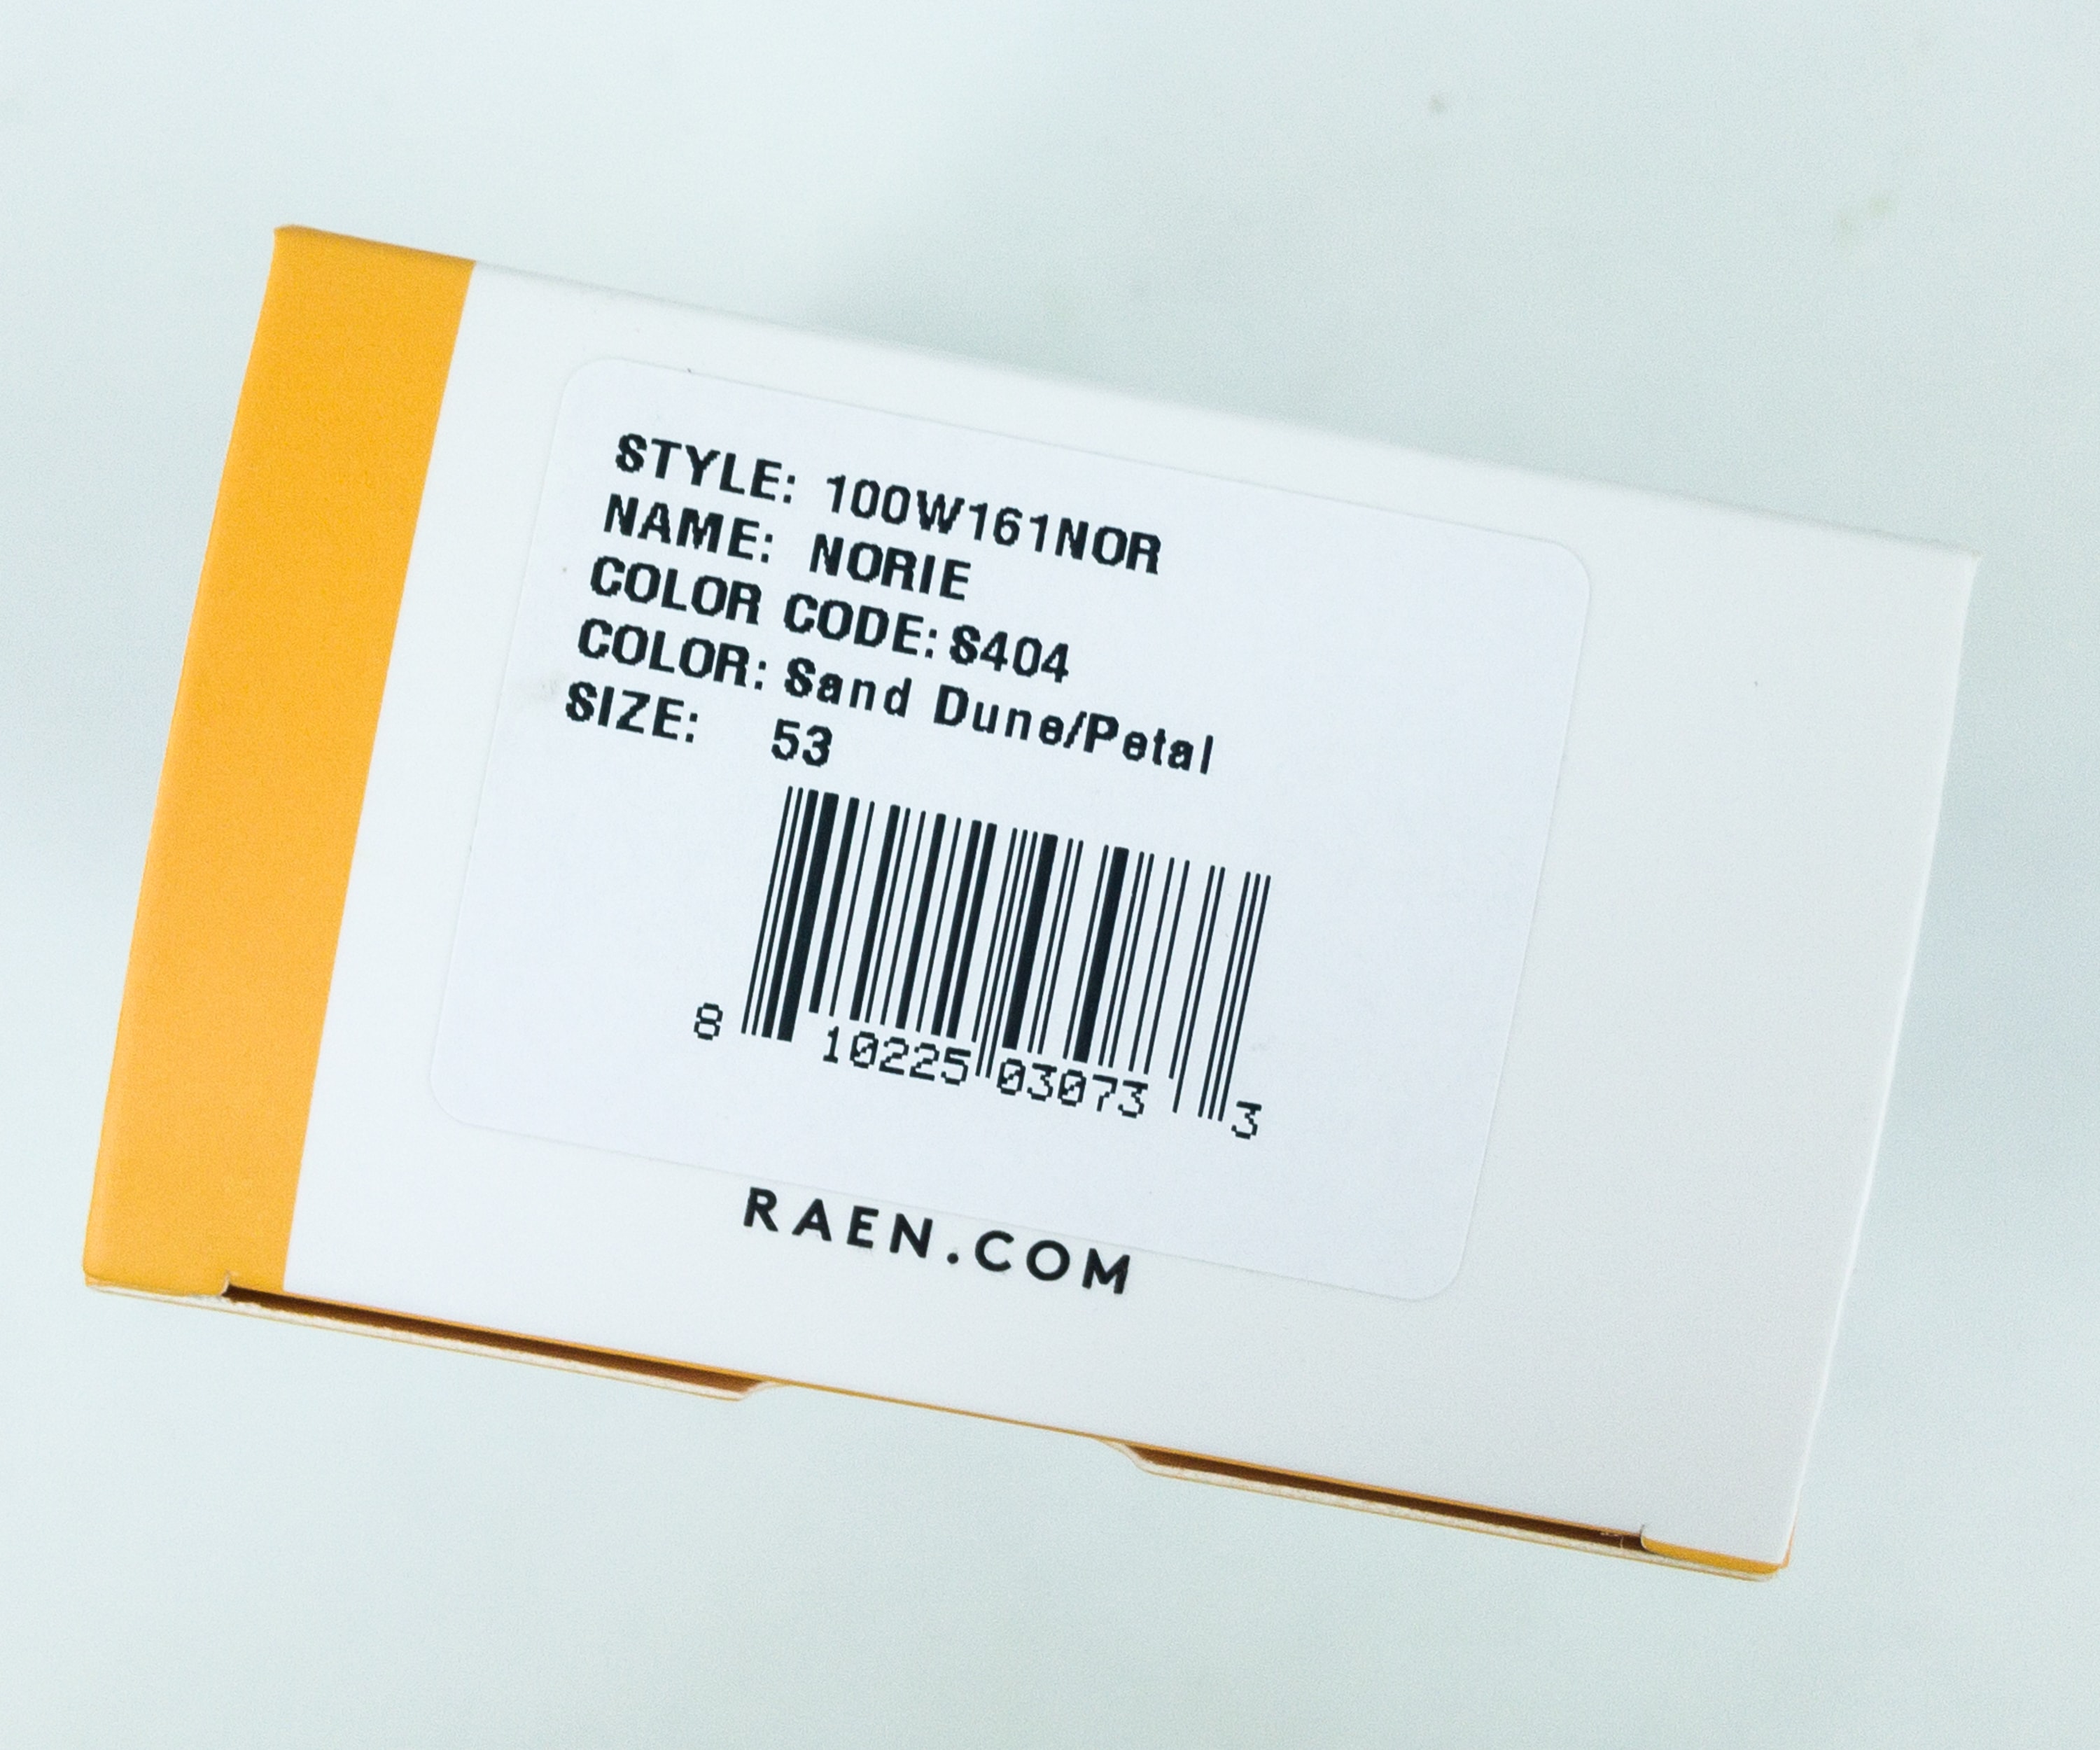 STYLE: 100W161NOR
NAME: NORIE
COLOR CODE: S404
COLOR: Sand Dune/Petal
SIZE: 53
8 10225 03073 3
RAEN.COM